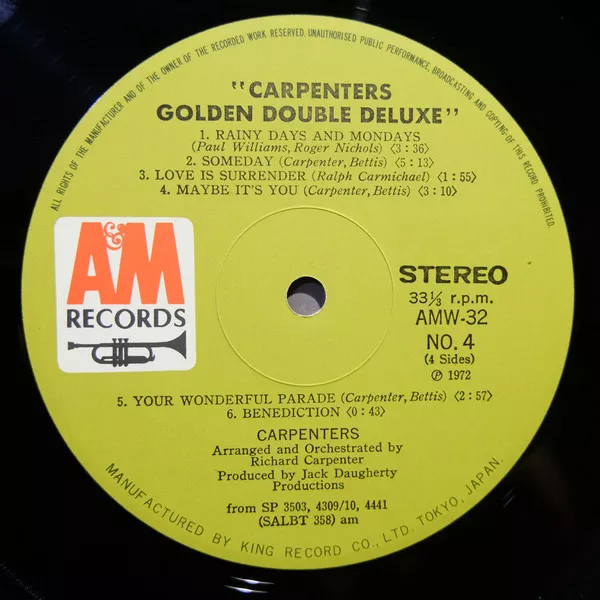 ALL RIGHTS OF THE MANUFACTURER AND OF THE OWNER OF THE RECORDED WORK RESERVED. UNAUTHORISED PUBLIC PERFORMANCE, BROADCASTING AND COPYING OF THIS RECORD PROHIBITED.
"CARPENTERS
GOLDEN DOUBLE DELUXE"
1. RAINY DAYS AND MONDAYS
(Paul Williams, Roger Nichols) ⟨3:36⟩
2. SOMEDAY (Carpenter, Bettis) ⟨5:13⟩
3. LOVE IS SURRENDER (Ralph Carmichael) ⟨1:55⟩
4. MAYBE IT'S YOU (Carpenter, Bettis) ⟨3:10⟩
A&M
RECORDS
STEREO
33⅓ r.p.m.
AMW-32
NO. 4
(4 Sides)
Ⓟ 1972
5. YOUR WONDERFUL PARADE (Carpenter, Bettis) ⟨2:57⟩
6. BENEDICTION ⟨0:43⟩
CARPENTERS
Arranged and Orchestrated by
Richard Carpenter
Produced by Jack Daugherty
Productions
from SP 3503, 4309/10, 4441
(SALBT 358) am
MANUFACTURED BY KING RECORD CO., LTD. TOKYO, JAPAN.